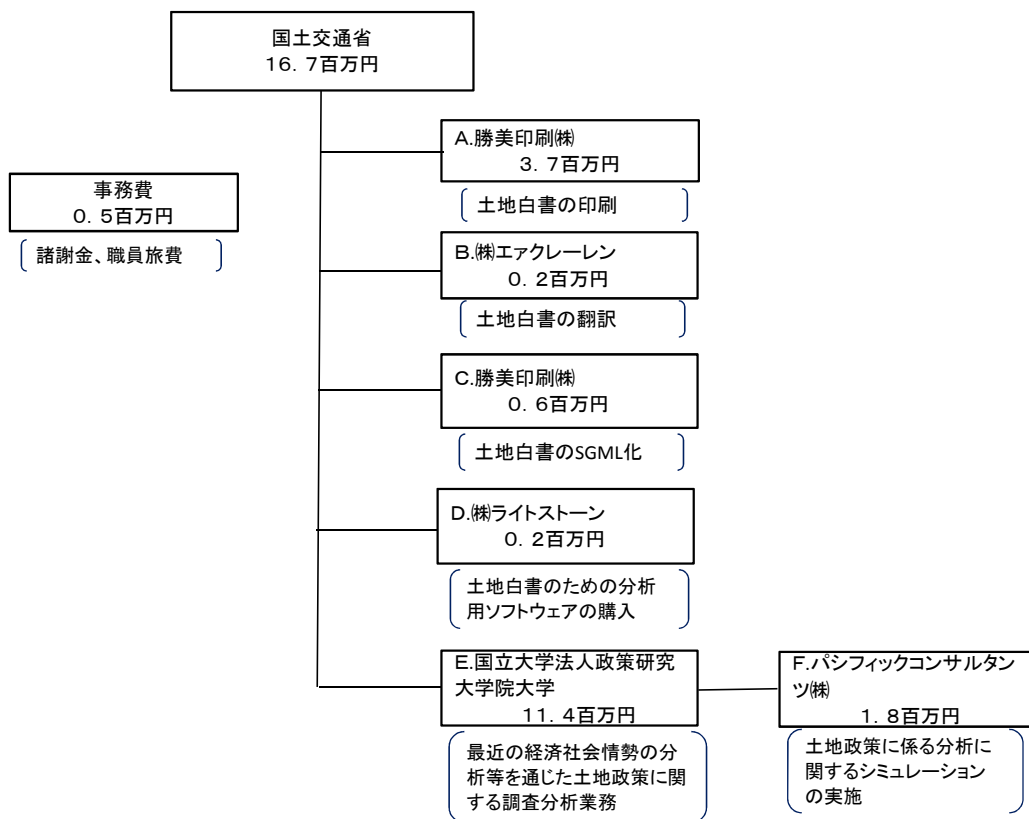 国土交通省
１６．７百万円
A.勝美印刷㈱
３．７百万円
土地白書の印刷
事務費
０．５百万円
諸謝金、職員旅費
B.㈱エァクレーレン
０．２百万円
土地白書の翻訳
C.勝美印刷㈱
０．６百万円
土地白書のSGML化
D.㈱ライトストーン
０．２百万円
土地白書のための分析
用ソフトウェアの購入
E.国立大学法人政策研究
大学院大学
１１．４百万円
最近の経済社会情勢の分
析等を通じた土地政策に関
する調査分析業務
F.パシフィックコンサルタン
ツ㈱
１．８百万円
土地政策に係る分析に
関するシミュレーション
の実施